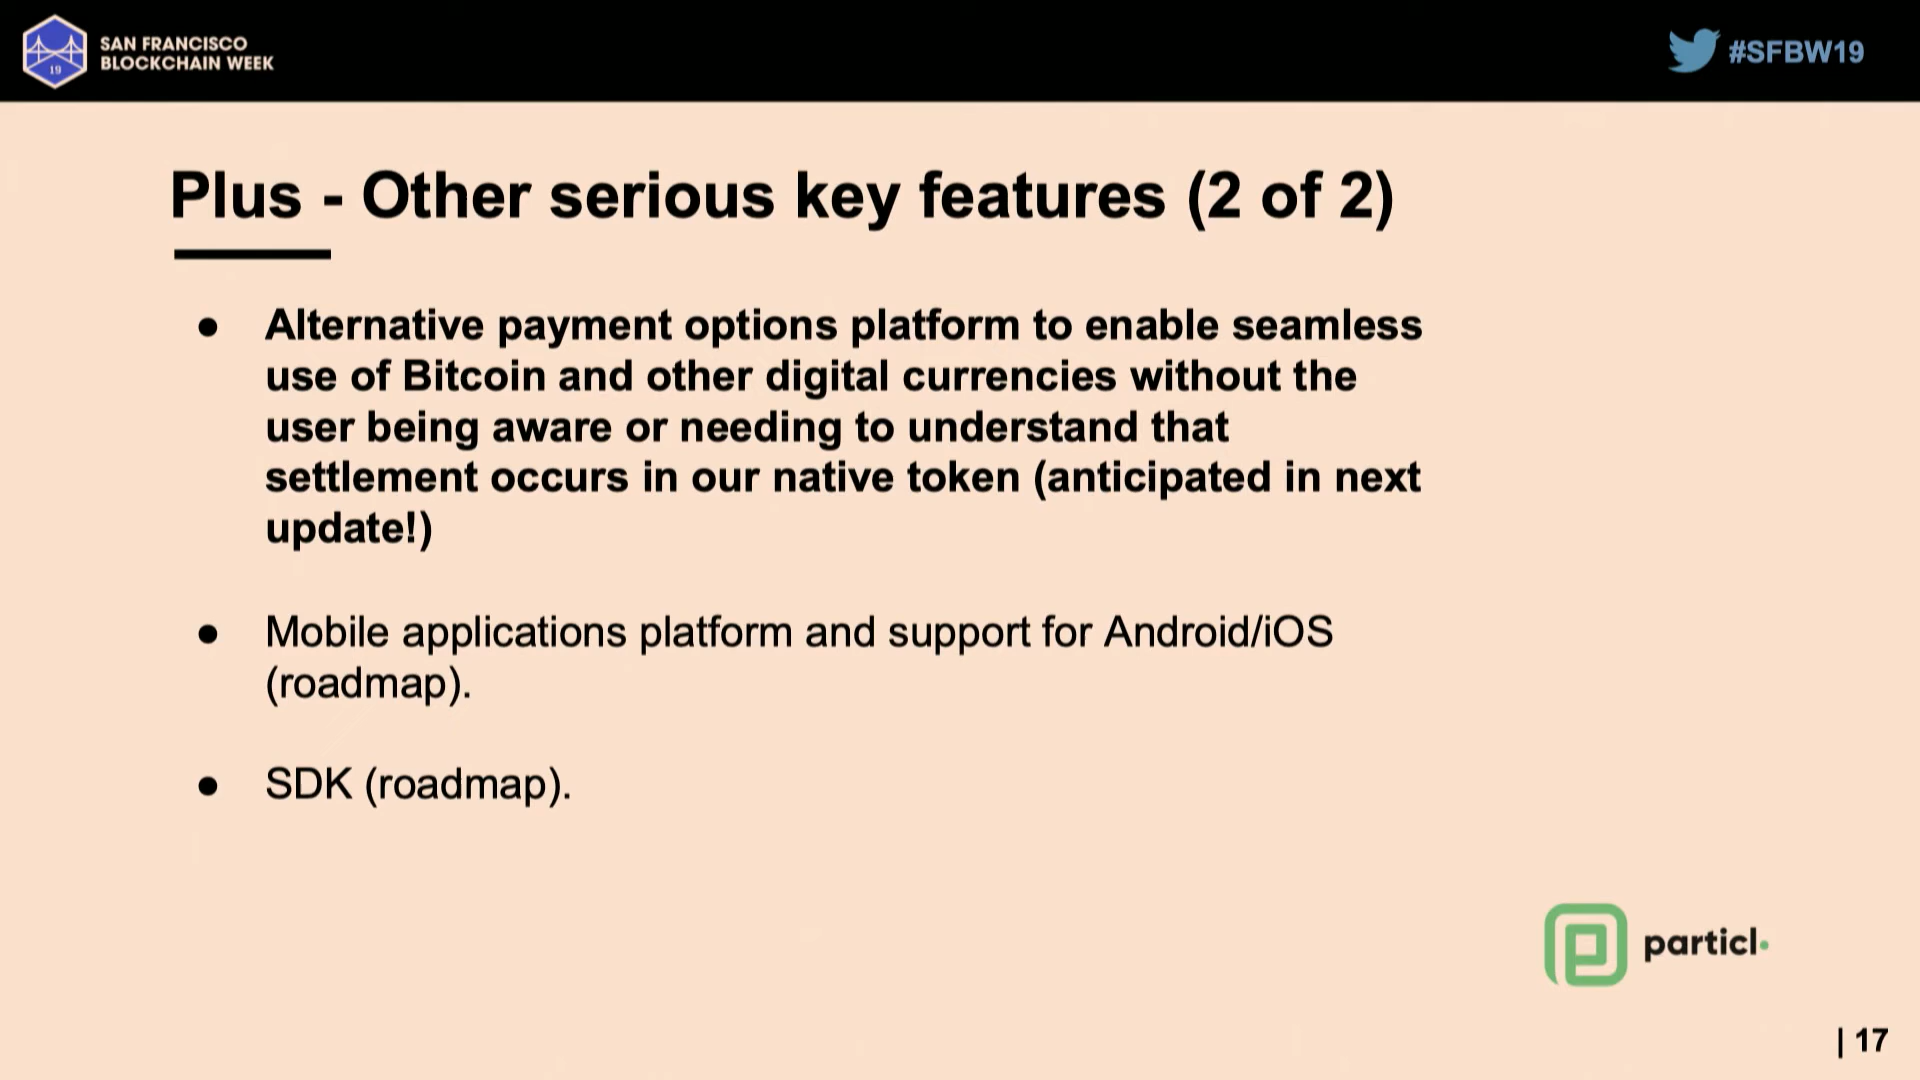 SAN FRANCISCO
BLOCKCHAIN WEEK
19
#SFBW19
Plus - Other serious key features (2 of 2)
● Alternative payment options platform to enable seamless
use of Bitcoin and other digital currencies without the
user being aware or needing to understand that
settlement occurs in our native token (anticipated in next
update!)
● Mobile applications platform and support for Android/iOS
(roadmap).
● SDK (roadmap).
particl
| 17